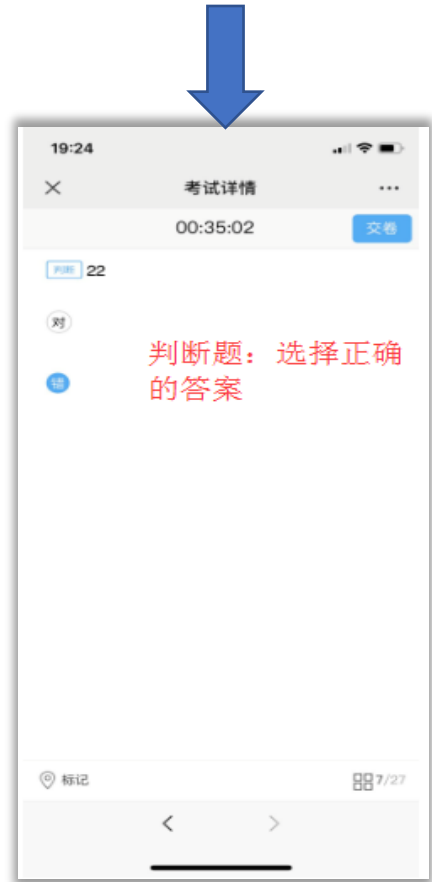 19:24
考试详情
00:35:02
交卷
判断 22
对
判断题：选择正确
的答案
错
标记
7/27